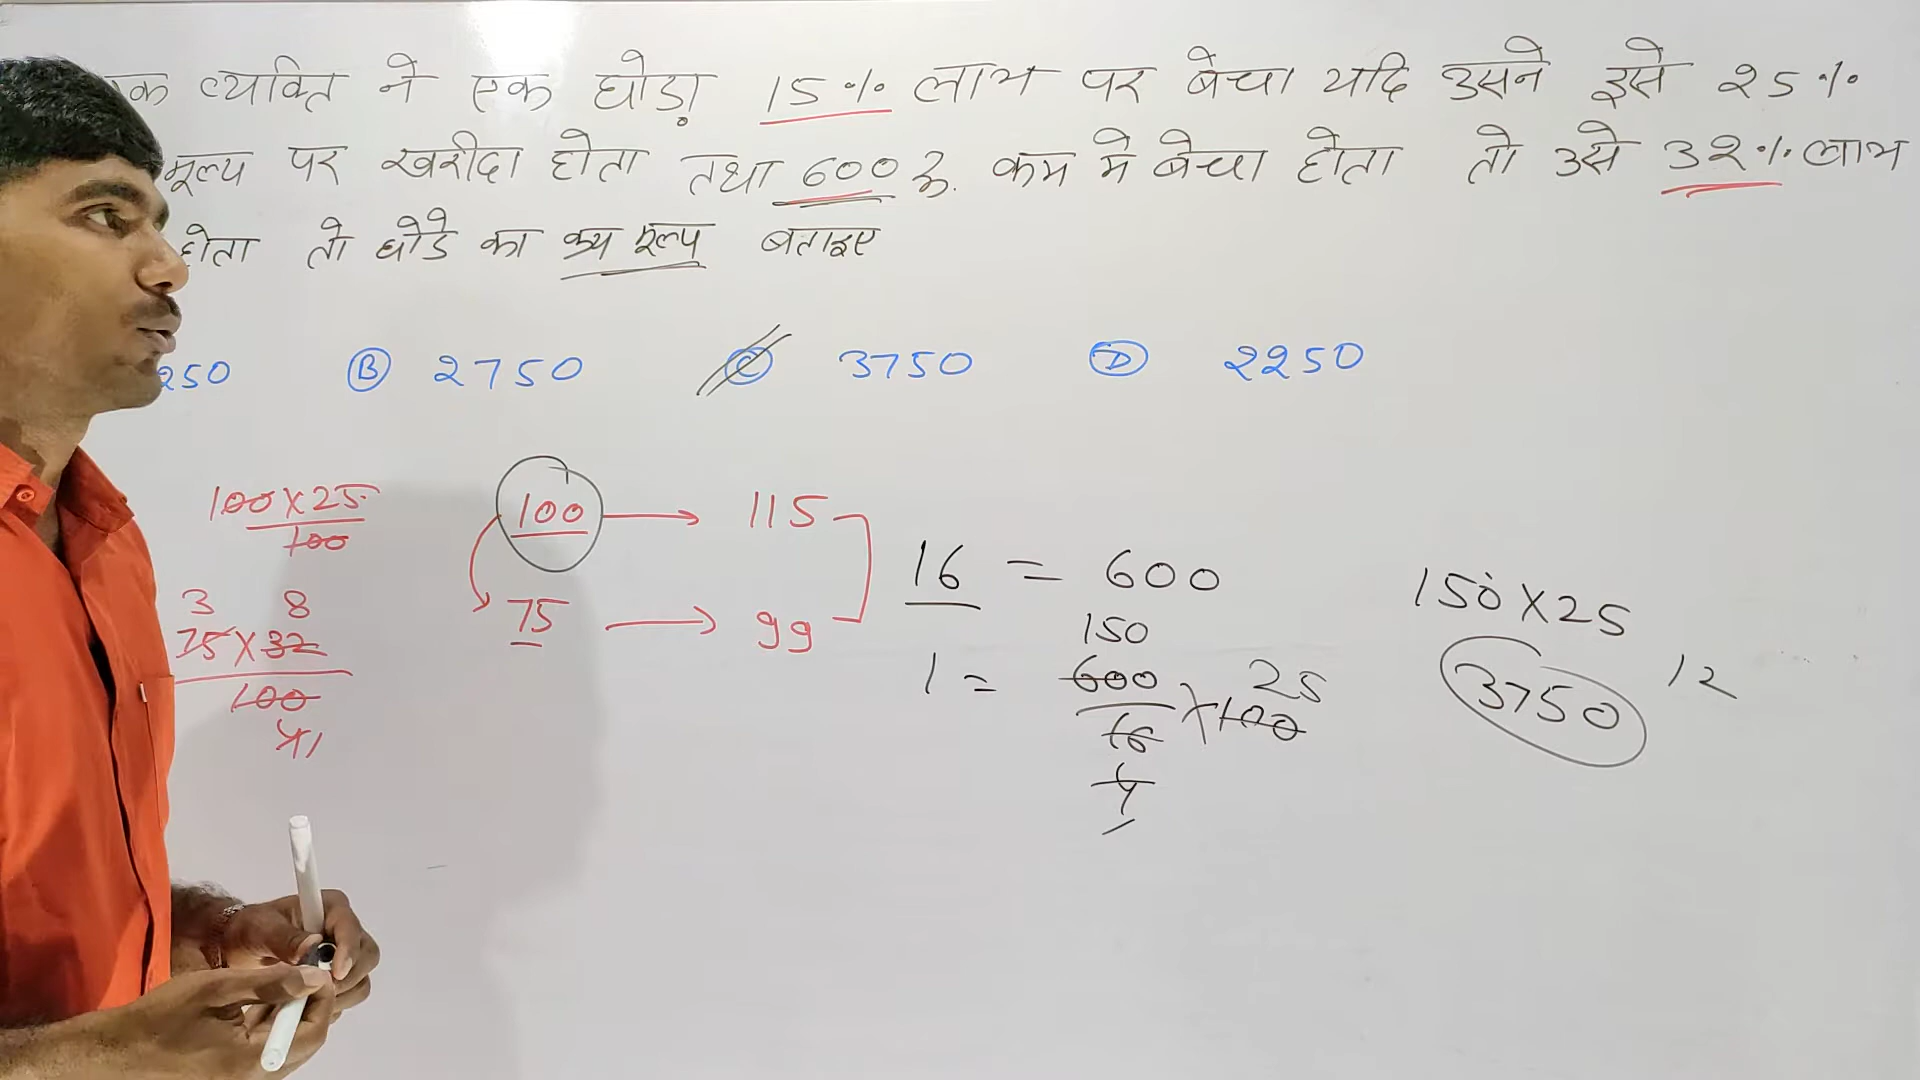 क व्यक्ति ने एक घोड़ा 15% लाभ पर बेचा यदि उसने इसे 25%
मूल्य पर खरीदा होता तथा 600 रु. कम मे बेचा होता तो उसे 32% लाभ
होता तो घोडे का क्रय मूल्य बताइए
250 Ⓑ 2750 Ⓒ 3750 Ⓓ 2250
100×25
100
3 8
75×32
100
41
100 → 115
75 → 99
16 = 600
150
1 = 600 × 100 25
16
4
150×25
3750 12